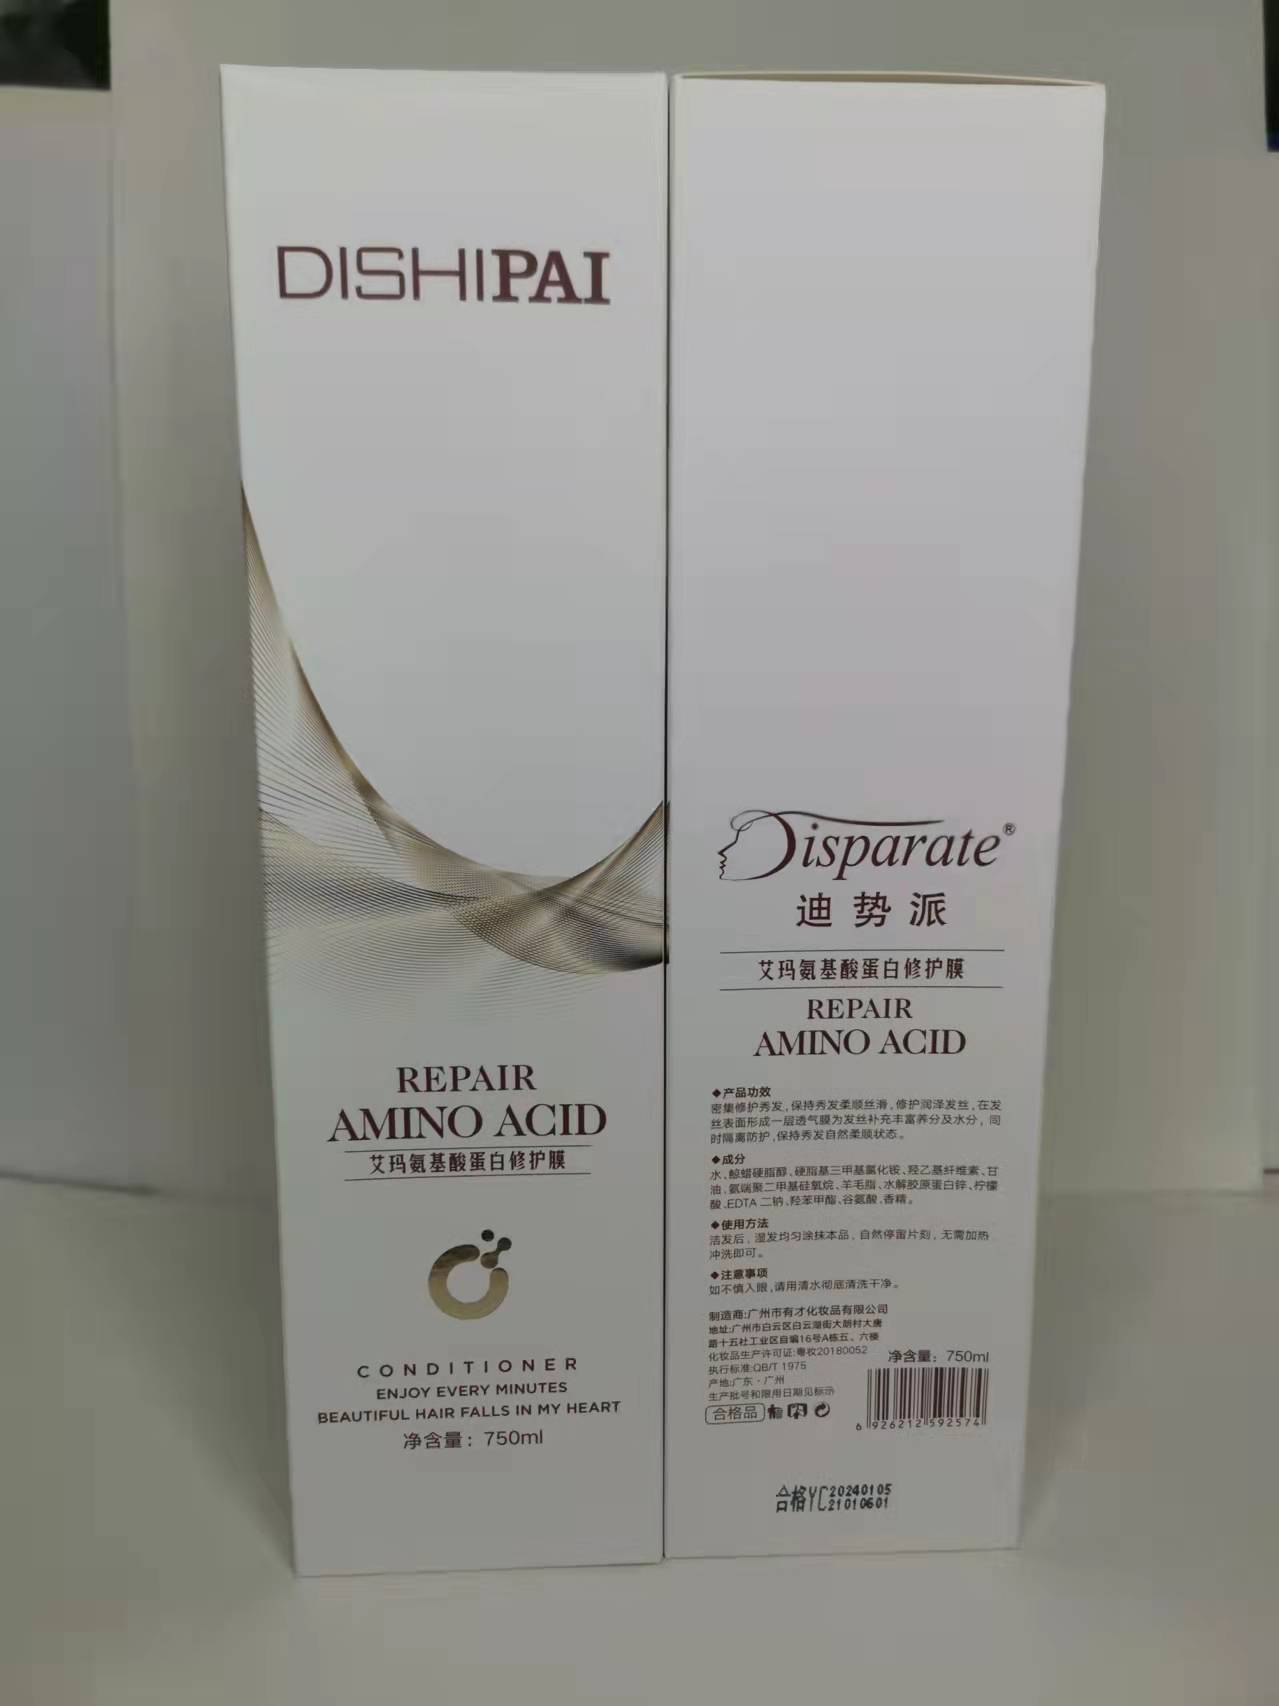 DISHIPAI
REPAIR
AMINO ACID
艾玛氨基酸蛋白修护膜
CONDITIONER
ENJOY EVERY MINUTES
BEAUTIFUL HAIR FALLS IN MY HEART
净含量：750ml
Disparate®
迪势派
艾玛氨基酸蛋白修护膜
REPAIR
AMINO ACID
◆产品功效
密集修护秀发,保持秀发柔顺丝滑,修护润泽发丝,在发
丝表面形成一层透气膜为发丝补充丰富养分及水分，同
时隔离防护,保持秀发自然柔顺状态。
◆成分
水、鲸蜡硬脂醇、硬脂基三甲基氯化铵、羟乙基纤维素、甘
油、氨端聚二甲基硅氧烷、羊毛脂、水解胶原蛋白锌、柠檬
酸、EDTA 二钠、羟苯甲酯、谷氨酸、香精。
◆使用方法
洁发后，湿发均匀涂抹本品，自然停留片刻，无需加热
冲洗即可。
◆注意事项
如不慎入眼,请用清水彻底清洗干净。
制造商:广州市有才化妆品有限公司
地址:广州市白云区白云湖街大朗村大唐
路十五社工业区自编16号A栋五、六楼
化妆品生产许可证:粤妆20180052
执行标准:QB/T 1975
产地:广东·广州
生产批号和限用日期见标示
合格品
净含量：750ml
6 926212 592574
合格YC20240105
21010601